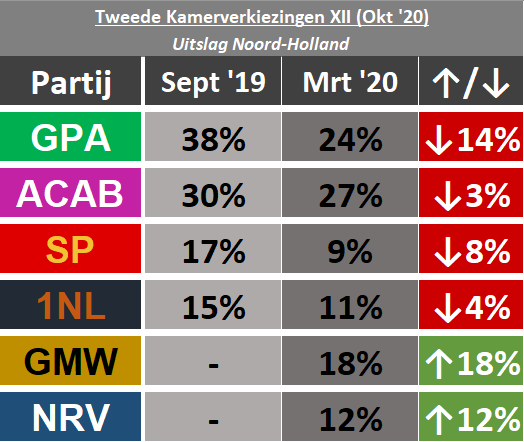 Tweede Kamerverkiezingen XII (Okt '20)
Uitslag Noord-Holland
Partij Sept '19 Mrt '20 ↑/↓
GPA 38% 24% ↓14%
ACAB 30% 27% ↓3%
SP 17% 9% ↓8%
1NL 15% 11% ↓4%
GMW - 18% ↑18%
NRV - 12% ↑12%